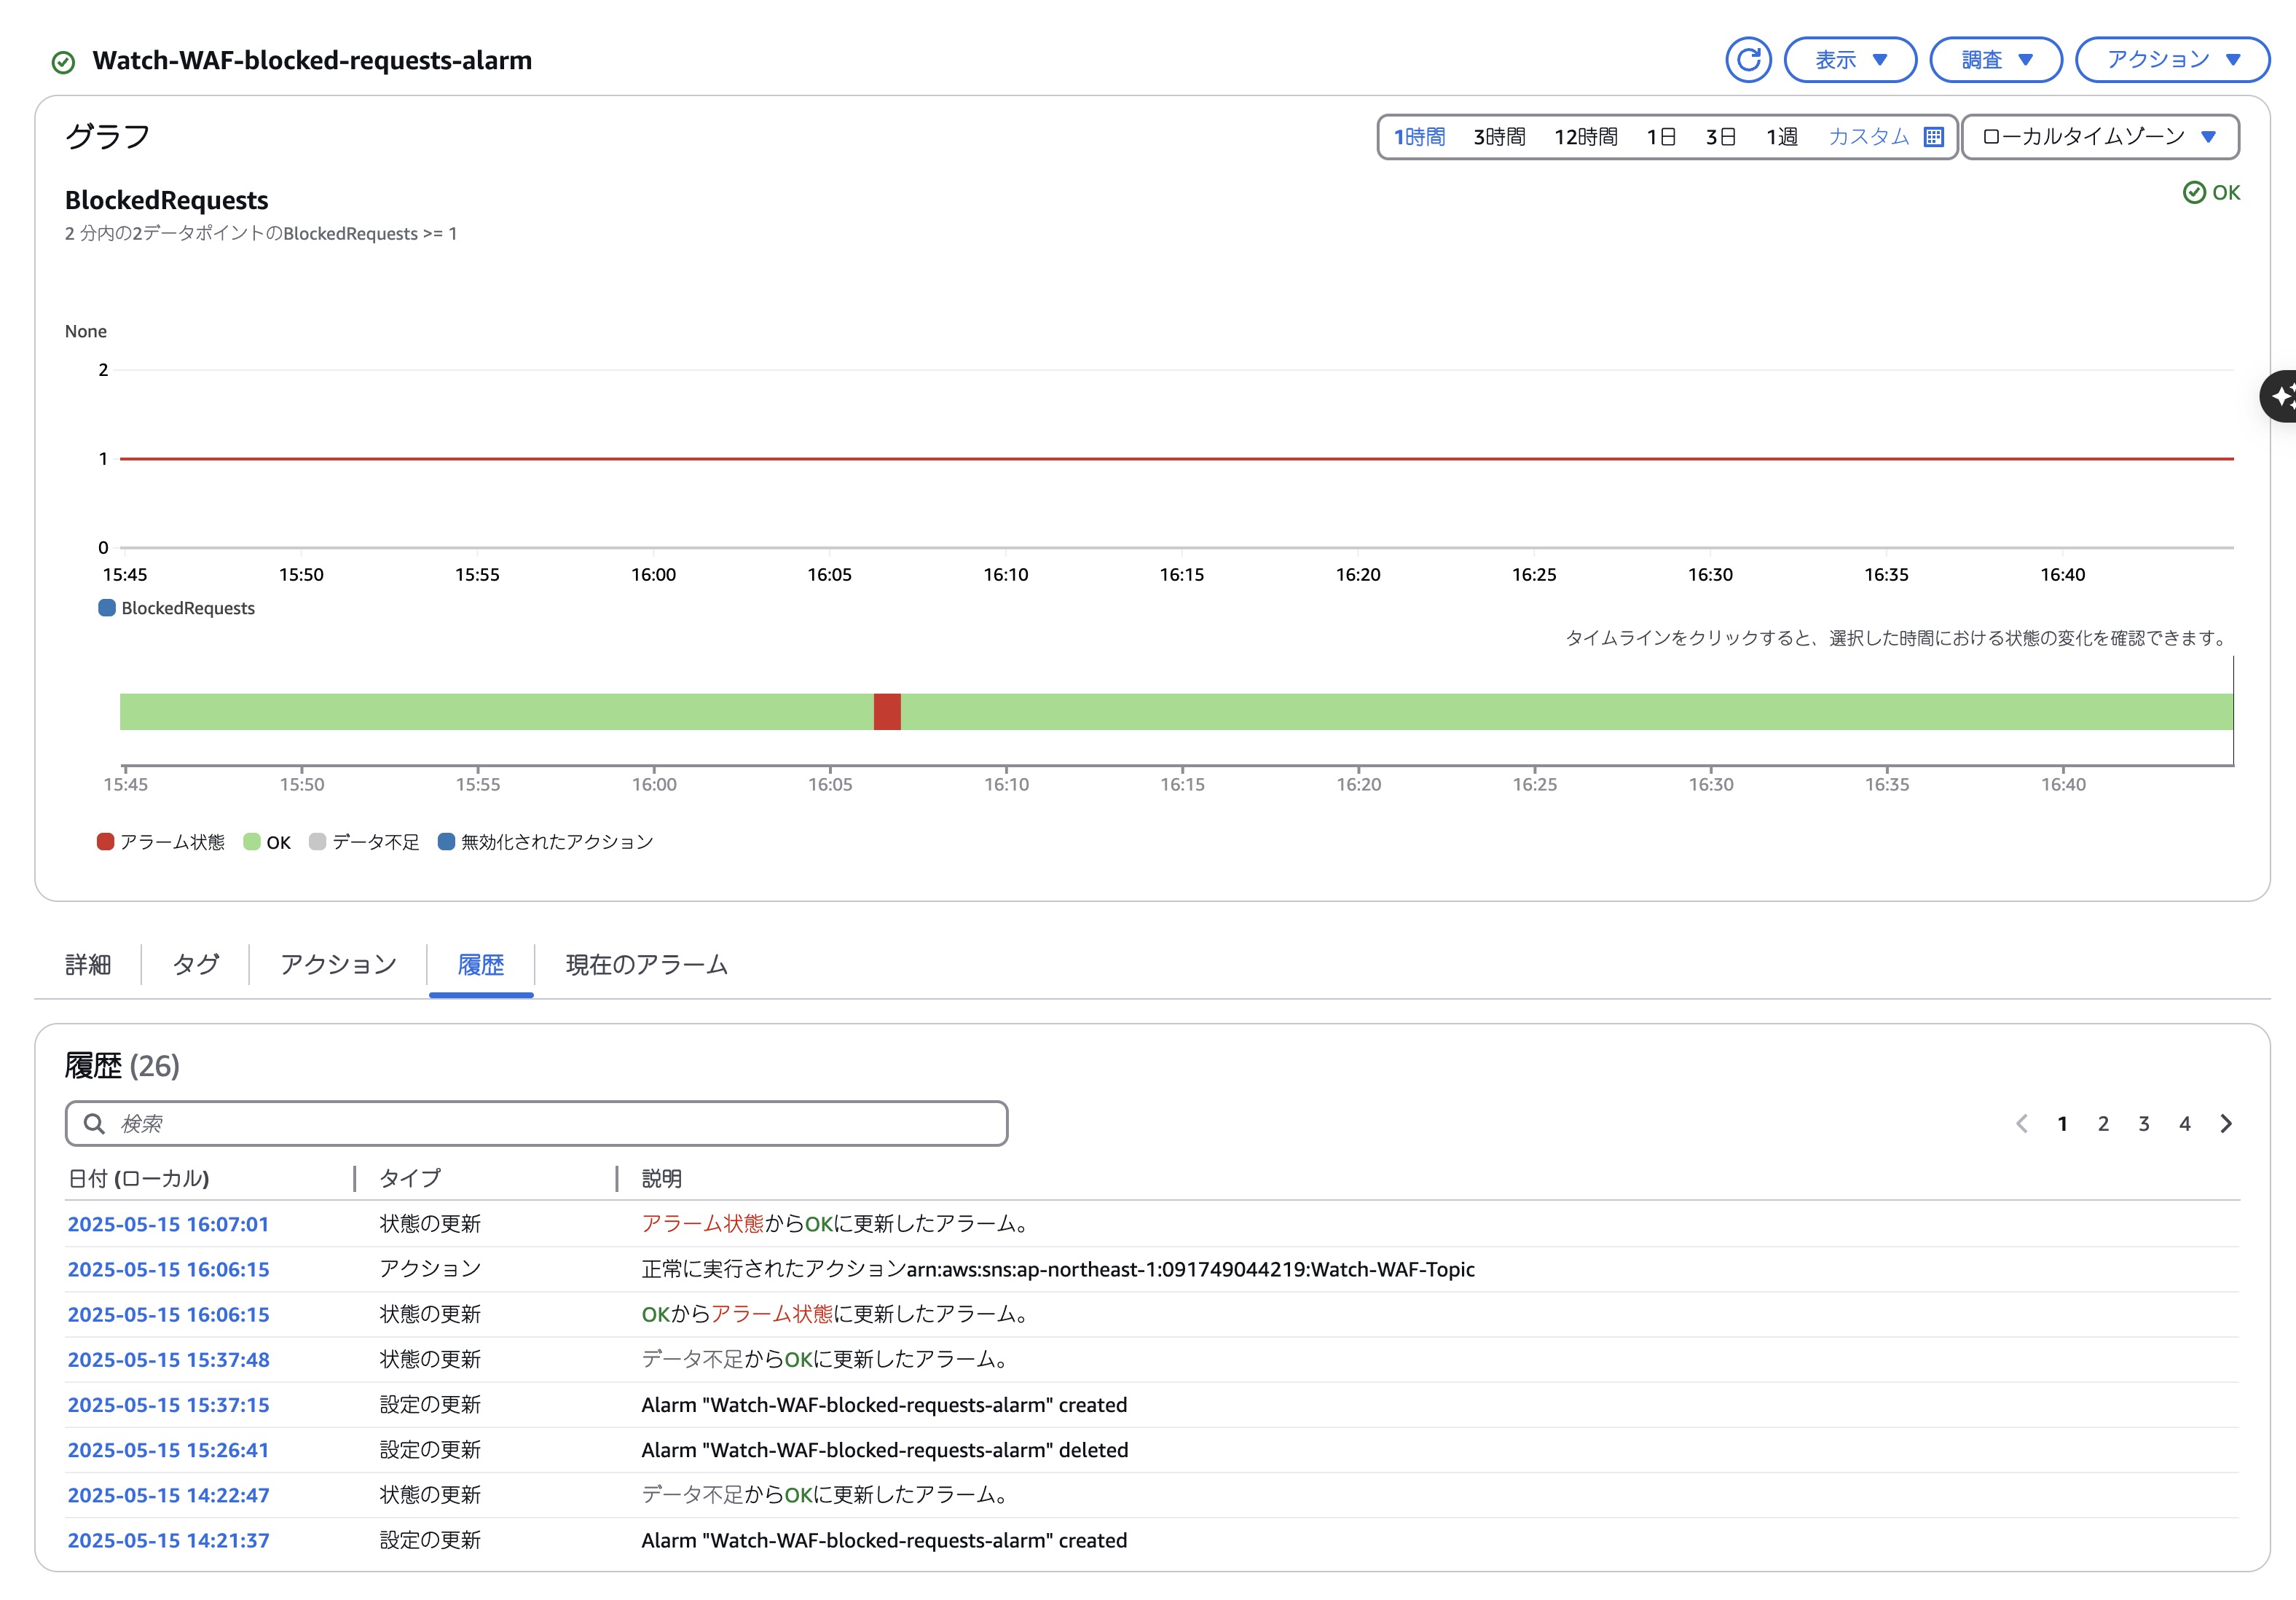 Watch-WAF-blocked-requests-alarm
表示
調査
アクション
グラフ
1時間 3時間 12時間 1日 3日 1週 カスタム
ローカルタイムゾーン
BlockedRequests
OK
2 分内の2データポイントのBlockedRequests >= 1
None
2
1
0
15:45 15:50 15:55 16:00 16:05 16:10 16:15 16:20 16:25 16:30 16:35 16:40
BlockedRequests
タイムラインをクリックすると、選択した時間における状態の変化を確認できます。
15:45 15:50 15:55 16:00 16:05 16:10 16:15 16:20 16:25 16:30 16:35 16:40
アラーム状態 OK データ不足 無効化されたアクション
詳細 タグ アクション 履歴 現在のアラーム
履歴 (26)
検索
1 2 3 4
日付 (ローカル) タイプ 説明
2025-05-15 16:07:01 状態の更新 アラーム状態からOKに更新したアラーム。
2025-05-15 16:06:15 アクション 正常に実行されたアクションarn:aws:sns:ap-northeast-1:091749044219:Watch-WAF-Topic
2025-05-15 16:06:15 状態の更新 OKからアラーム状態に更新したアラーム。
2025-05-15 15:37:48 状態の更新 データ不足からOKに更新したアラーム。
2025-05-15 15:37:15 設定の更新 Alarm "Watch-WAF-blocked-requests-alarm" created
2025-05-15 15:26:41 設定の更新 Alarm "Watch-WAF-blocked-requests-alarm" deleted
2025-05-15 14:22:47 状態の更新 データ不足からOKに更新したアラーム。
2025-05-15 14:21:37 設定の更新 Alarm "Watch-WAF-blocked-requests-alarm" created